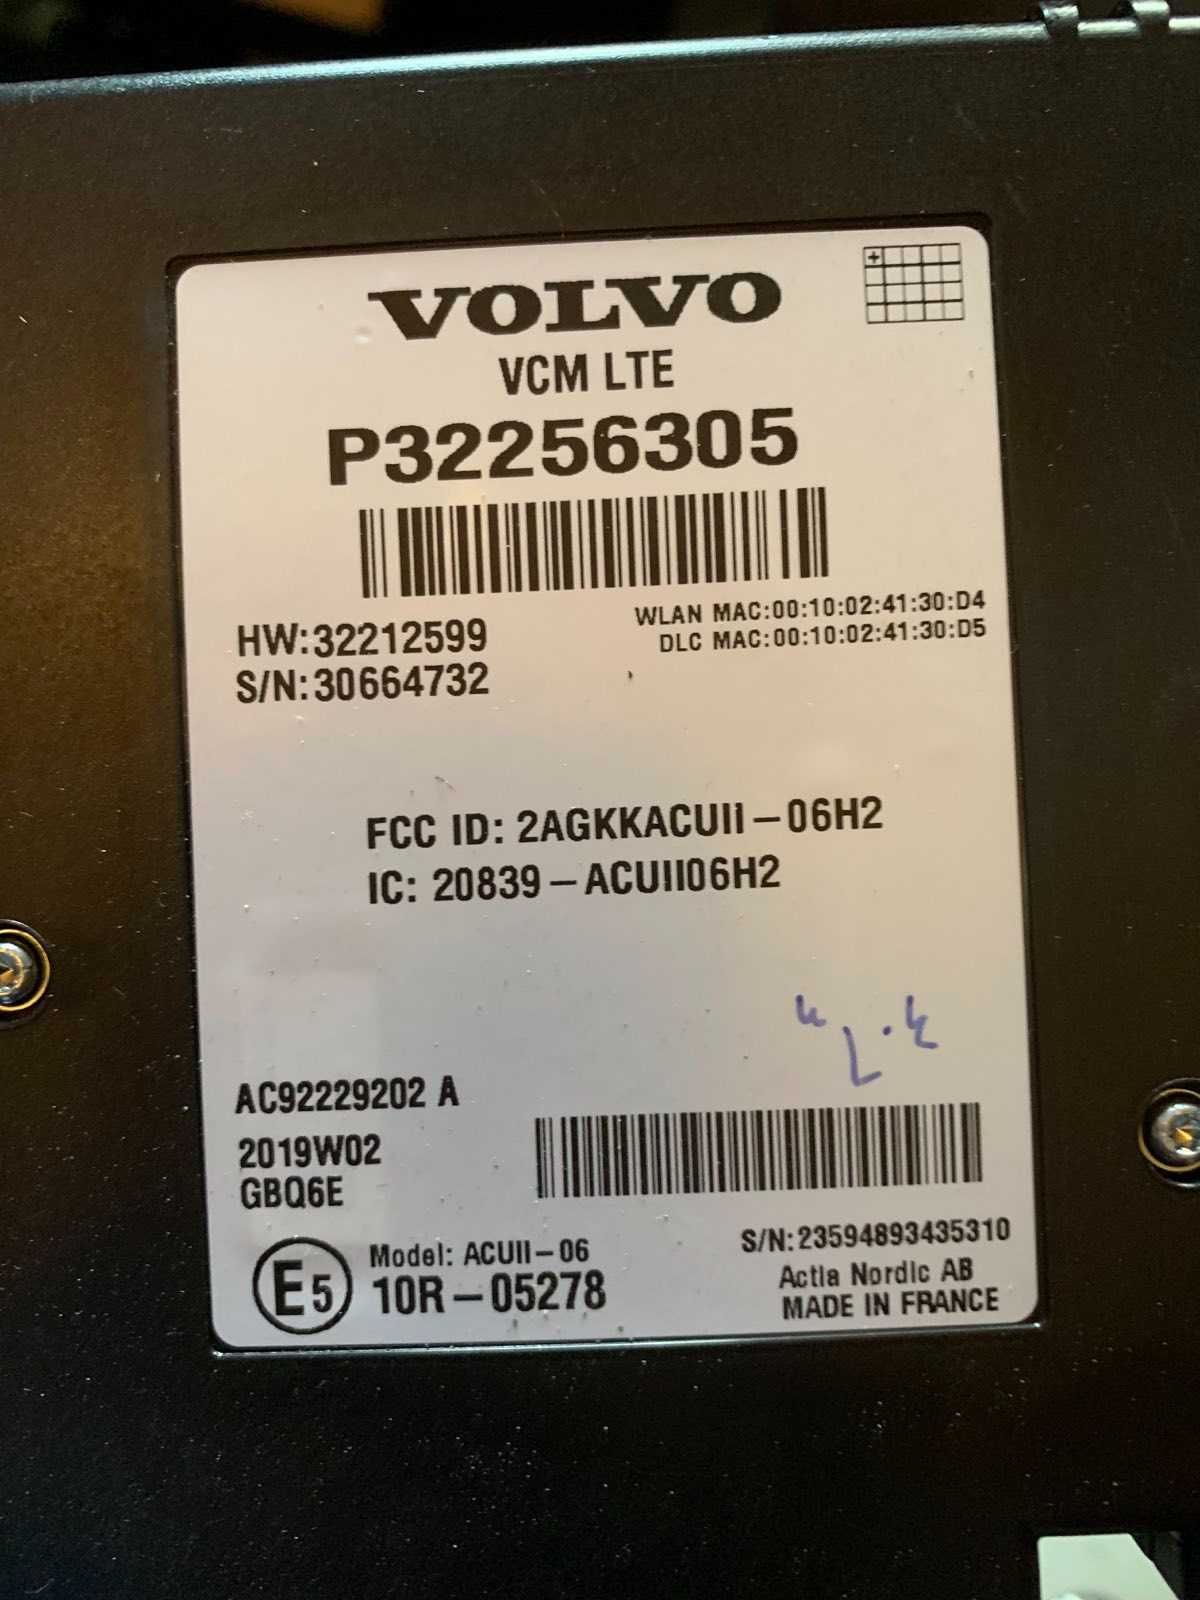 VOLVO
VCM LTE
P32256305
HW:32212599
S/N:30664732
WLAN MAC:00:10:02:41:30:D4
DLC MAC:00:10:02:41:30:D5
FCC ID: 2AGKKACUII-06H2
IC: 20839-ACUII06H2
AC92229202 A
2019W02
GBQ6E
E5
Model: ACUII-06
10R-05278
S/N:23594893435310
Actia Nordic AB
MADE IN FRANCE